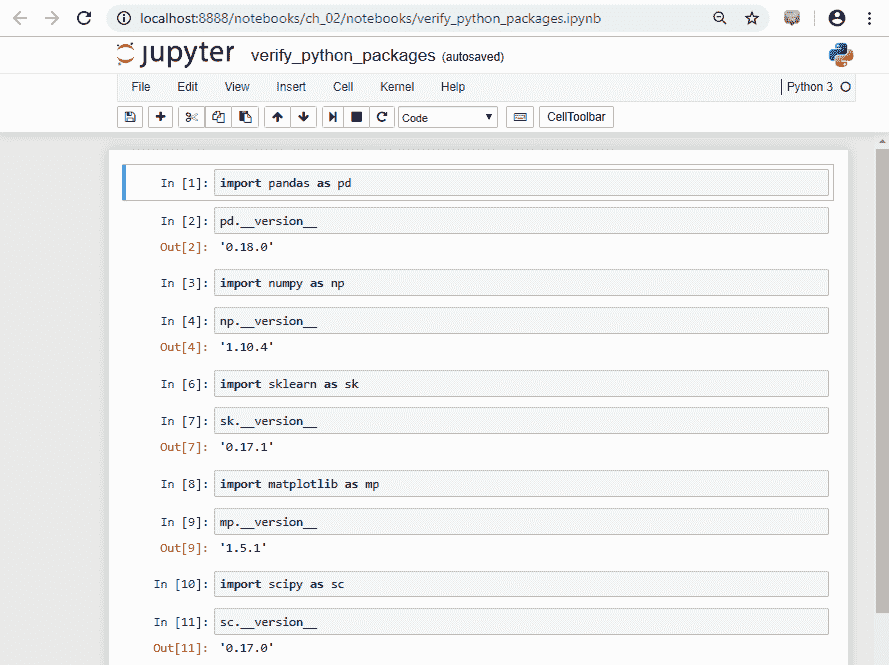 localhost:8888/notebooks/ch_02/notebooks/verify_python_packages.ipynb
jupyter verify_python_packages (autosaved)
File Edit View Insert Cell Kernel Help Python 3
Code CellToolbar
In [1]: import pandas as pd
In [2]: pd.__version__
Out[2]: '0.18.0'
In [3]: import numpy as np
In [4]: np.__version__
Out[4]: '1.10.4'
In [6]: import sklearn as sk
In [7]: sk.__version__
Out[7]: '0.17.1'
In [8]: import matplotlib as mp
In [9]: mp.__version__
Out[9]: '1.5.1'
In [10]: import scipy as sc
In [11]: sc.__version__
Out[11]: '0.17.0'